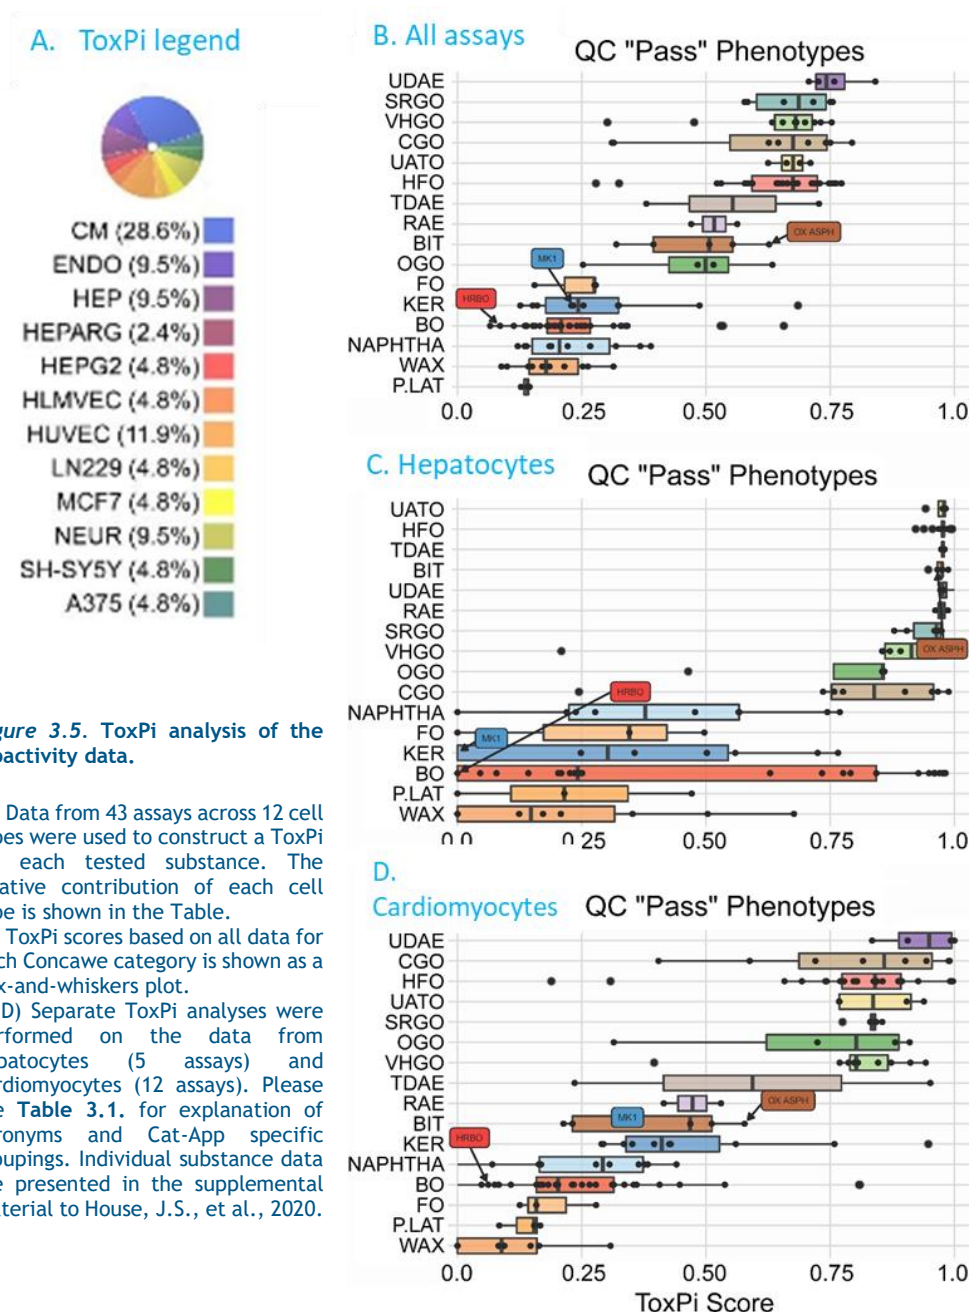 A. ToxPi legend
CM (28.6%)
ENDO (9.5%)
HEP (9.5%)
HEPARG (2.4%)
HEPG2 (4.8%)
HLMVEC (4.8%)
HUVEC (11.9%)
LN229 (4.8%)
MCF7 (4.8%)
NEUR (9.5%)
SH-SY5Y (4.8%)
A375 (4.8%)
gure 3.5. ToxPi analysis of the
oactivity data.
Data from 43 assays across 12 cell
pes were used to construct a ToxPi
each tested substance. The
ative contribution of each cell
pe is shown in the Table.
ToxPi scores based on all data for
ch Concawe category is shown as a
x-and-whiskers plot.
D) Separate ToxPi analyses were
rformed on the data from
patocytes (5 assays) and
rdiomyocytes (12 assays). Please
e Table 3.1. for explanation of
ronyms and Cat-App specific
oupings. Individual substance data
e presented in the supplemental
terial to House, J.S., et al., 2020.
B. All assays
QC "Pass" Phenotypes
UDAE
SRGO
VHGO
CGO
UATO
HFO
TDAE
RAE
BIT
OX ASPH
OGO
MK1
FO
KER
HRBO
BO
NAPHTHA
WAX
P.LAT
0.0 0.25 0.50 0.75 1.0
C. Hepatocytes
QC "Pass" Phenotypes
UATO
HFO
TDAE
BIT
UDAE
RAE
SRGO
VHGO
OX ASPH
OGO
CGO
HRBO
NAPHTHA
FO
MK1
KER
BO
P.LAT
WAX
0.0 0.25 0.50 0.75 1.0
D.
Cardiomyocytes
QC "Pass" Phenotypes
UDAE
CGO
HFO
UATO
SRGO
OGO
VHGO
TDAE
RAE
OX ASPH
BIT
MK1
KER
HRBO
NAPHTHA
BO
FO
P.LAT
WAX
0.0 0.25 0.50 0.75 1.0
ToxPi Score